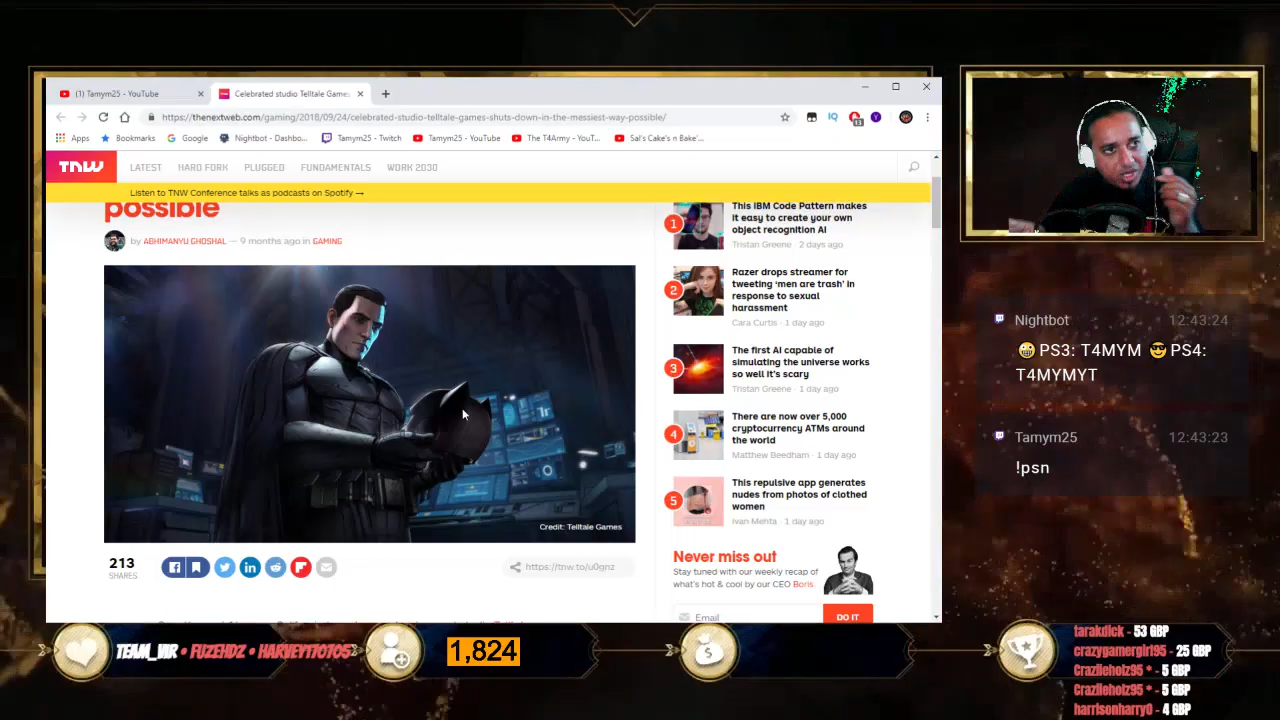 (1) Tamym25 - YouTube
Celebrated studio Telltale Games
https://thenextweb.com/gaming/2018/09/24/celebrated-studio-telltale-games-shuts-down-in-the-messiest-way-possible/
Apps Bookmarks Google Nightbot - Dashbo... Tamym25 - Twitch Tamym25 - YouTube The T4Army - YouT... Sal's Cake's n Bake'...
13
TNW LATEST HARD FORK PLUGGED FUNDAMENTALS WORK 2030
Listen to TNW Conference talks as podcasts on Spotify →
possible
by ABHIMANYU GHOSHAL — 9 months ago in GAMING
Credit: Telltale Games
213
SHARES
https://tnw.to/u0gnz
1
This IBM Code Pattern makes
it easy to create your own
object recognition AI
Tristan Greene · 2 days ago
2
Razer drops streamer for
tweeting ‘men are trash’ in
response to sexual
harassment
Cara Curtis · 1 day ago
3
The first AI capable of
simulating the universe works
so well it's scary
Tristan Greene · 1 day ago
4
There are now over 5,000
cryptocurrency ATMs around
the world
Matthew Beedham · 1 day ago
5
This repulsive app generates
nudes from photos of clothed
women
Ivan Mehta · 1 day ago
Never miss out
Stay tuned with our weekly recap of
what's hot & cool by our CEO Boris
Email
DO IT
Nightbot 12:43:24
😀PS3: T4MYM 😎PS4:
T4MYMYT
Tamym25 12:43:23
!psn
TEAM_VIR • FUZEHDZ • HARVEY170705
1,824
tarakdick - 53 GBP
crazygamergirl95 - 25 GBP
Crazileholz95 * - 5 GBP
Crazileholz95 * - 5 GBP
harrisonharry0 - 4 GBP